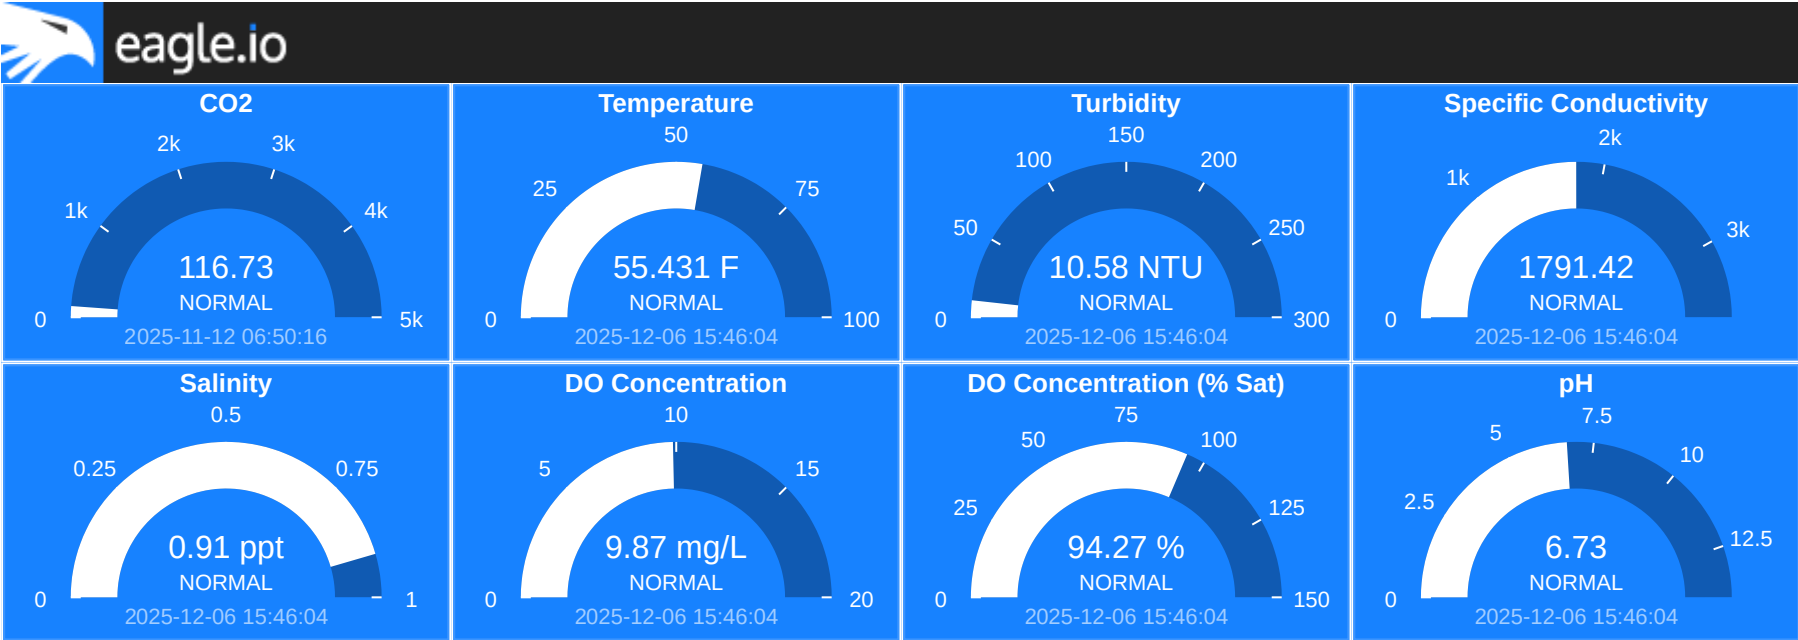 eagle.io
CO2
0
1k
2k
3k
4k
5k
116.73
NORMAL
2025-11-12 06:50:16
Temperature
0
25
50
75
100
55.431 F
NORMAL
2025-12-06 15:46:04
Turbidity
0
50
100
150
200
250
300
10.58 NTU
NORMAL
2025-12-06 15:46:04
Specific Conductivity
0
1k
2k
3k
1791.42
NORMAL
2025-12-06 15:46:04
Salinity
0
0.25
0.5
0.75
1
0.91 ppt
NORMAL
2025-12-06 15:46:04
DO Concentration
0
5
10
15
20
9.87 mg/L
NORMAL
2025-12-06 15:46:04
DO Concentration (% Sat)
0
25
50
75
100
125
150
94.27 %
NORMAL
2025-12-06 15:46:04
pH
0
2.5
5
7.5
10
12.5
6.73
NORMAL
2025-12-06 15:46:04